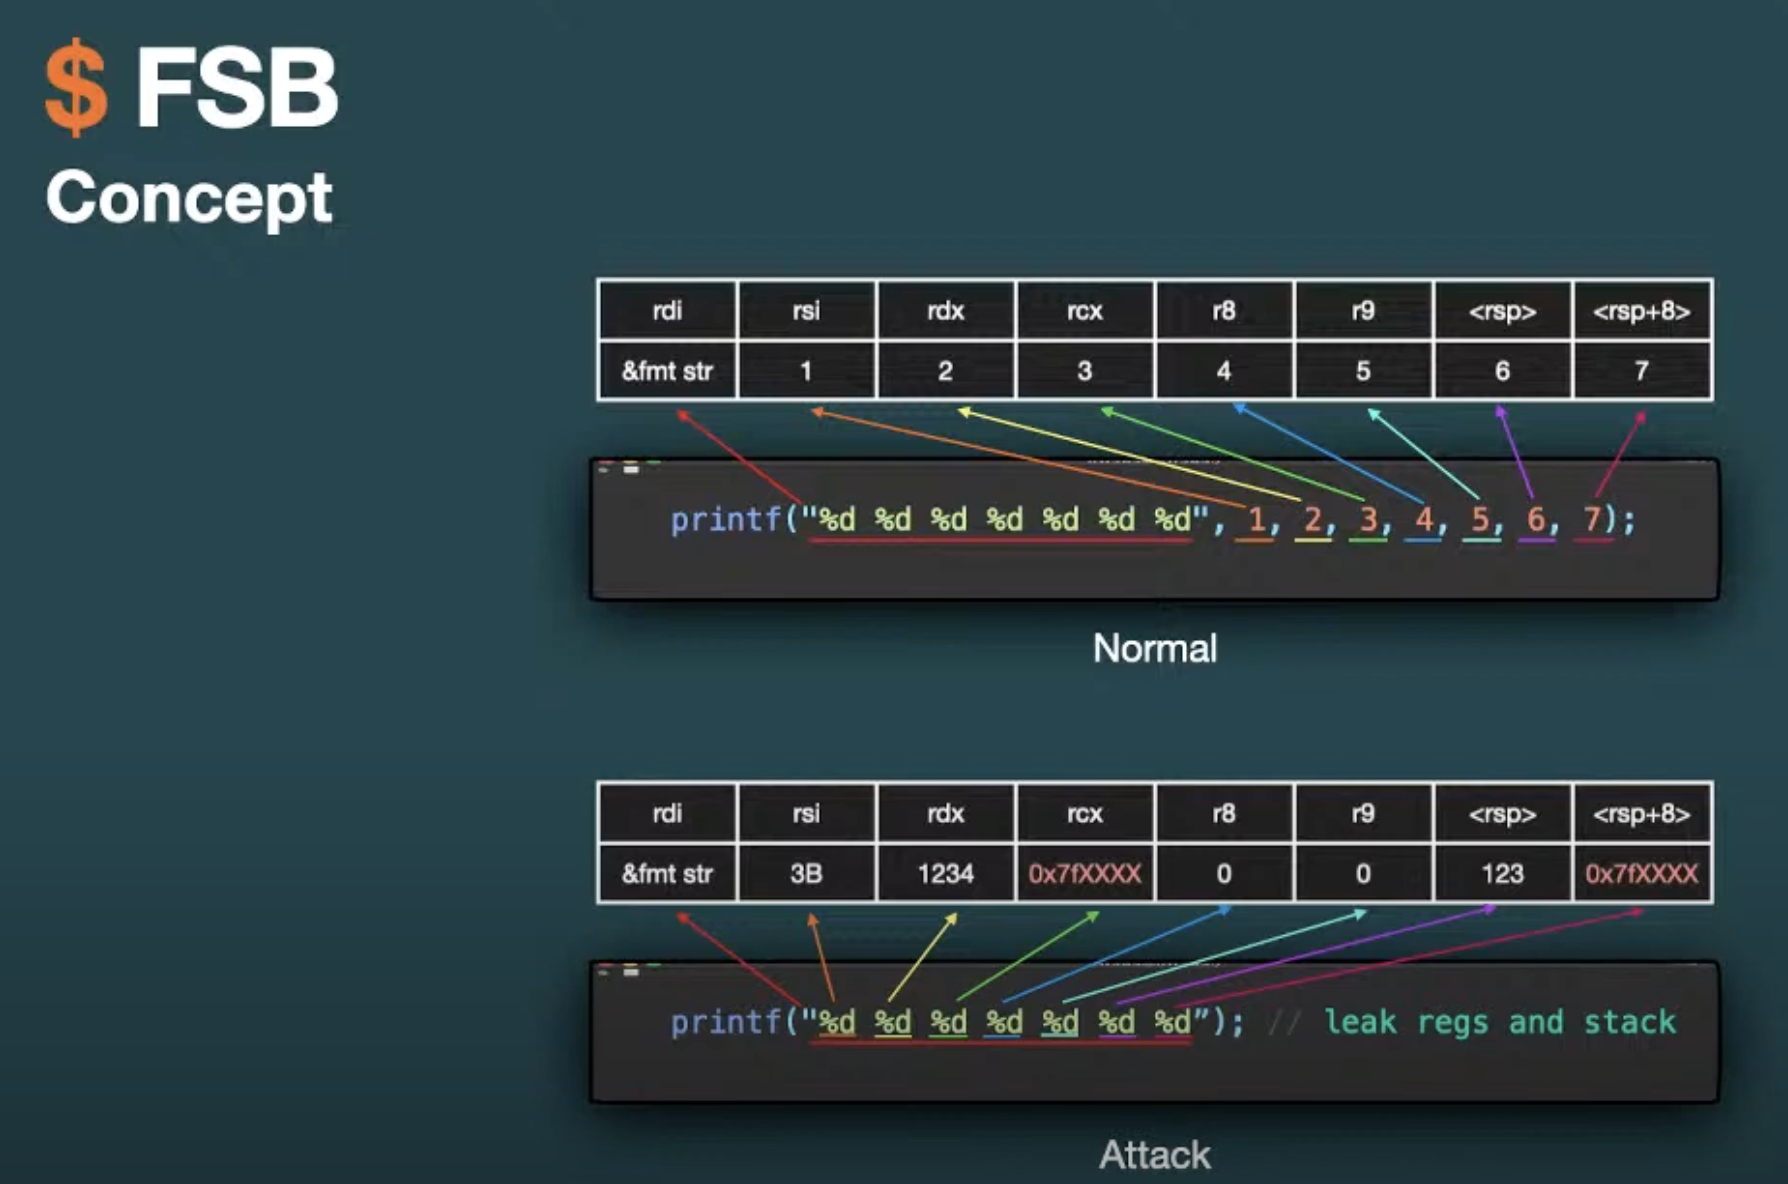 $ FSB
Concept
rdi rsi rdx rcx r8 r9 <rsp> <rsp+8>
&fmt str 1 2 3 4 5 6 7
printf("%d %d %d %d %d %d %d", 1, 2, 3, 4, 5, 6, 7);
Normal
rdi rsi rdx rcx r8 r9 <rsp> <rsp+8>
&fmt str 3B 1234 0x7fXXXX 0 0 123 0x7fXXXX
printf("%d %d %d %d %d %d %d”); // leak regs and stack
Attack